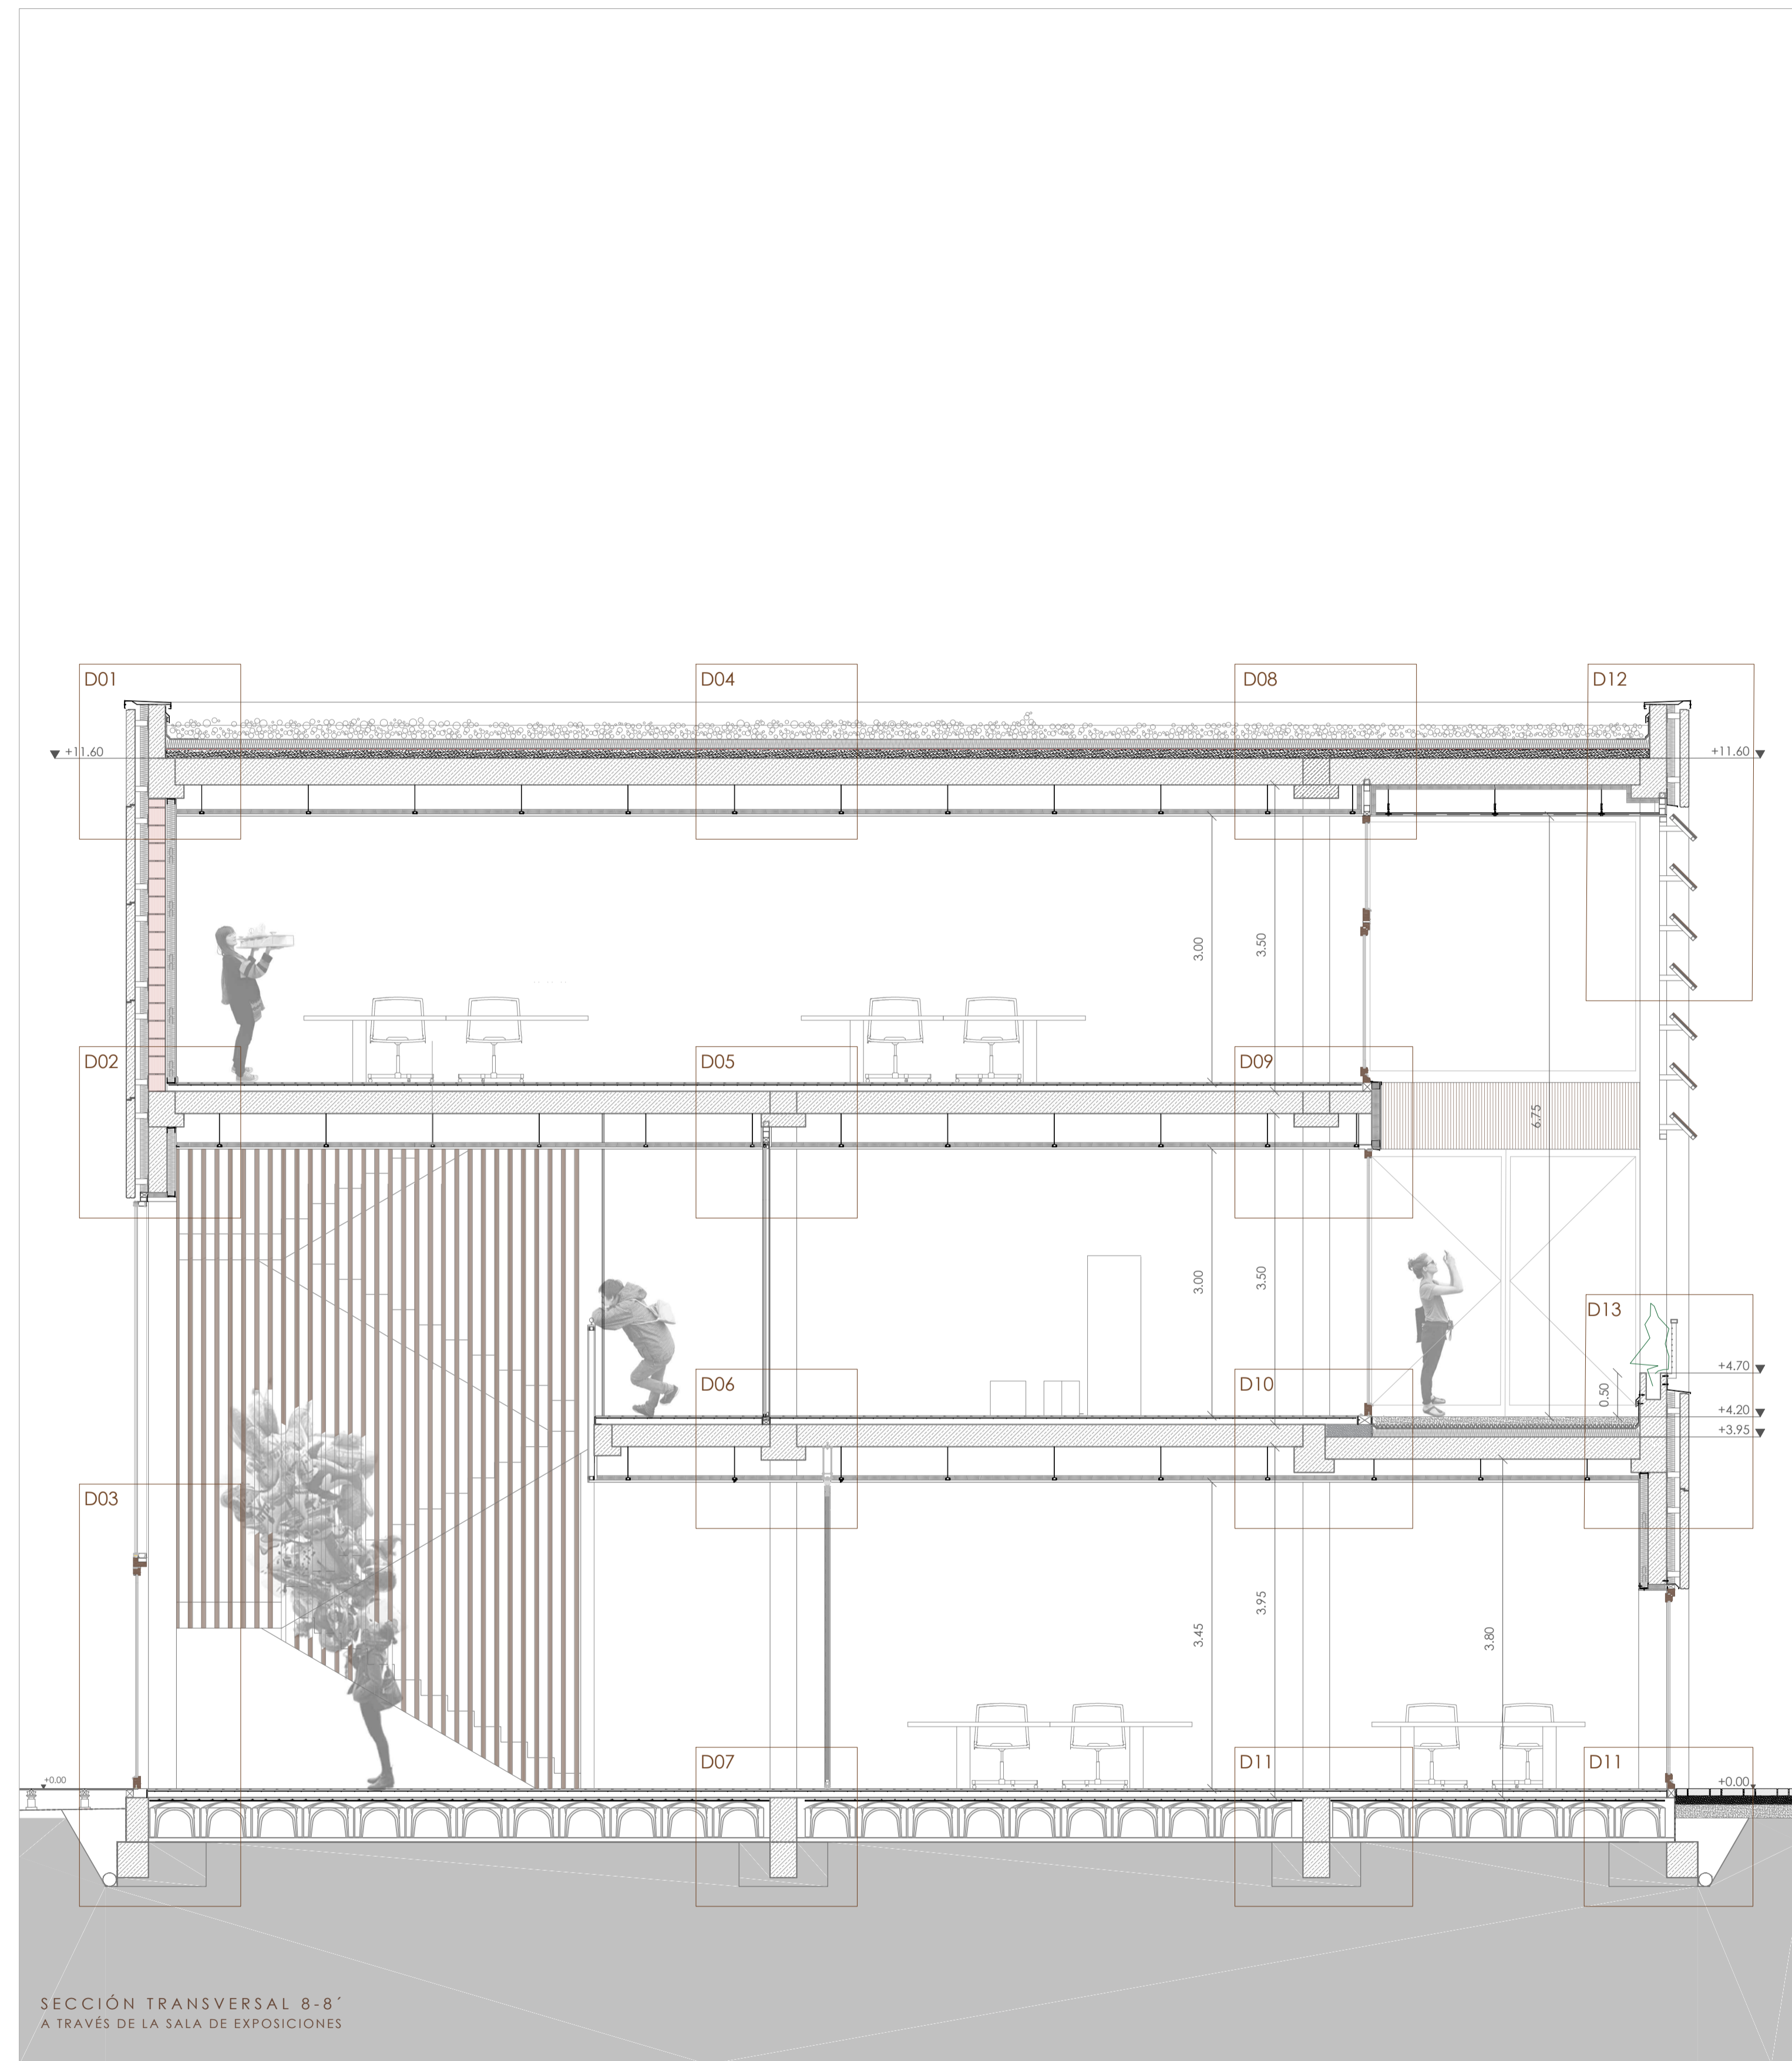 D01
D04
D08
D12
+11.60
+11.60
3.00
3.50
D02
D05
D09
6.75
3.00
3.50
D13
+4.70
D06
D10
0.50
+4.20
+3.95
D03
3.95
3.45
3.80
D07
D11
D11
+0.00
+0.00
SECCIÓN TRANSVERSAL 8-8´
A TRAVÉS DE LA SALA DE EXPOSICIONES